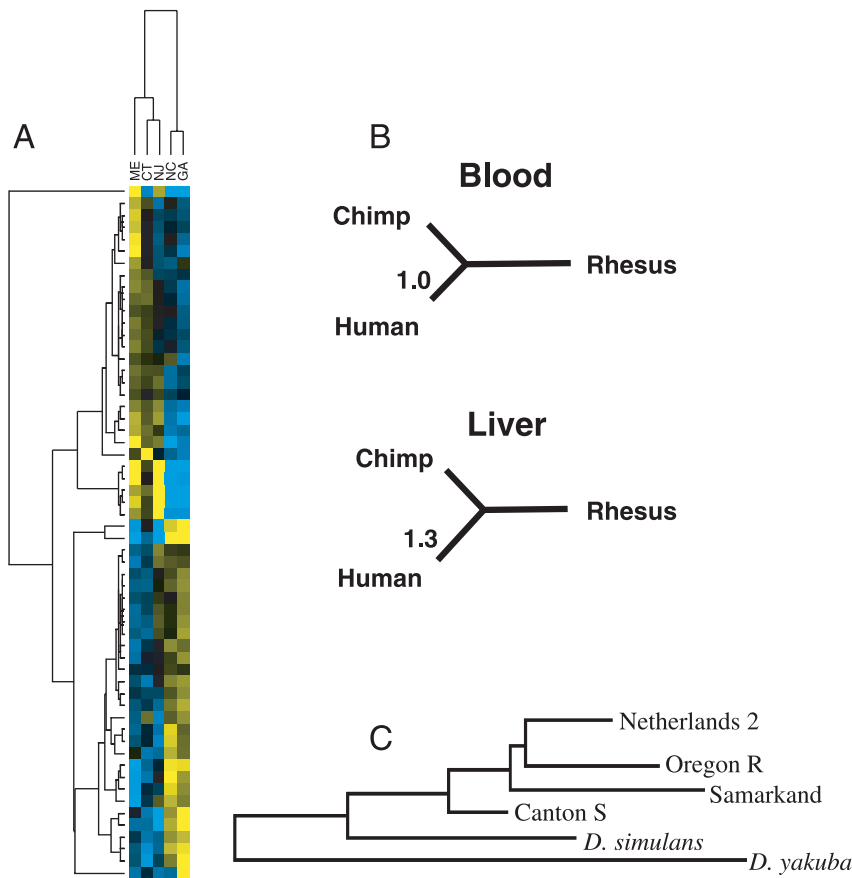 A
ME
CT
NJ
NC
GA
B
Blood
Chimp
Rhesus
1.0
Human
Liver
Chimp
Rhesus
1.3
Human
C
Netherlands 2
Oregon R
Samarkand
Canton S
D. simulans
D. yakuba